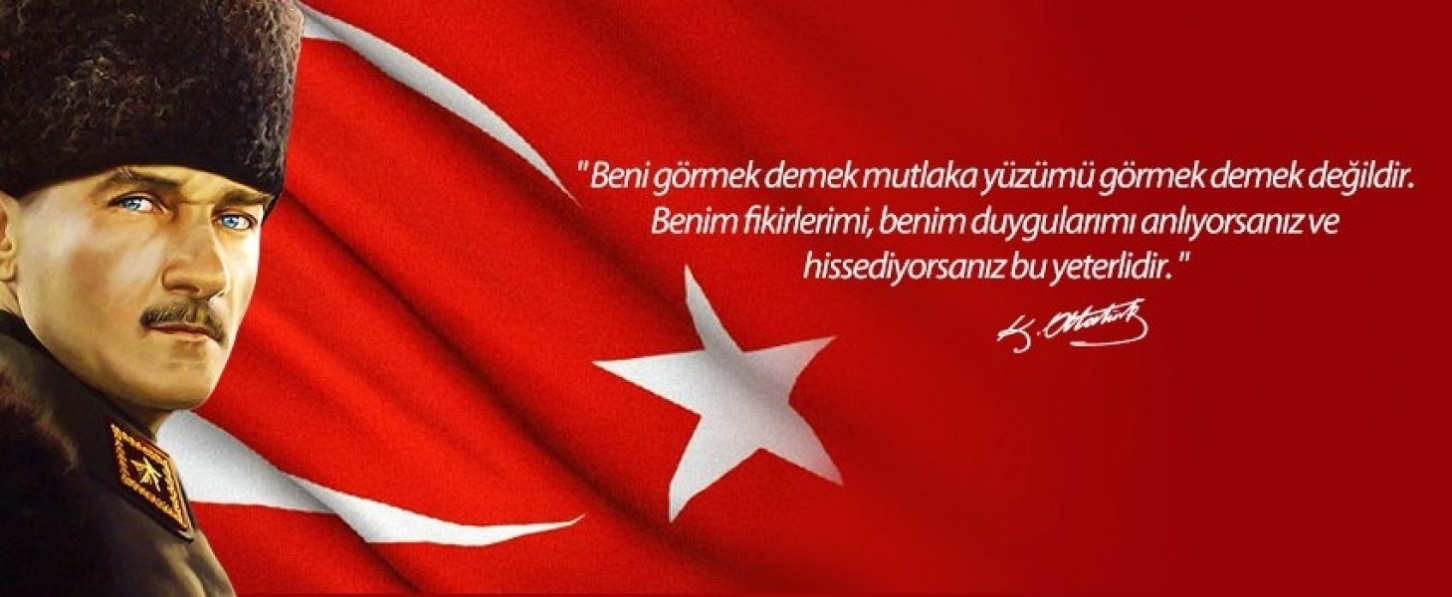 "Beni görmek demek mutlaka yüzümü görmek demek değildir.
Benim fikirlerimi, benim duygularımı anlıyorsanız ve
hissediyorsanız bu yeterlidir."
K. Atatürk